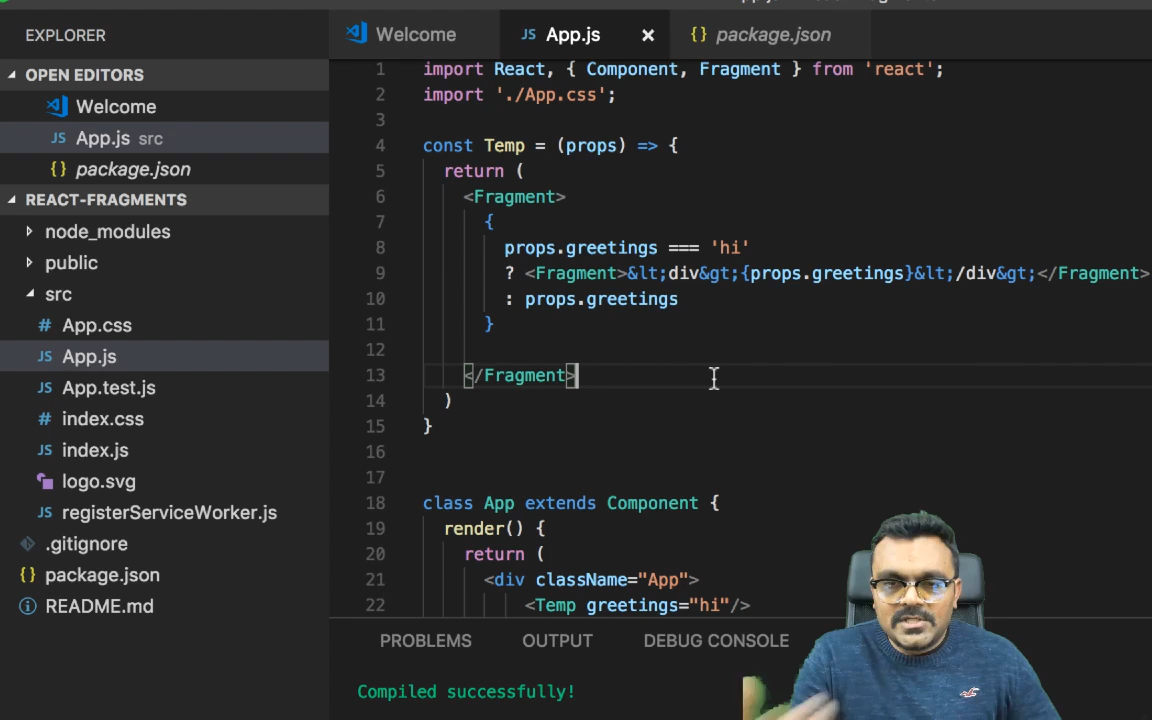 EXPLORER
OPEN EDITORS
Welcome
JS App.js src
{} package.json
REACT-FRAGMENTS
node_modules
public
src
# App.css
JS App.js
JS App.test.js
# index.css
JS index.js
logo.svg
JS registerServiceWorker.js
.gitignore
{} package.json
README.md
Welcome JS App.js × {} package.json
1 import React, { Component, Fragment } from 'react';
2 import './App.css';
3
4 const Temp = (props) => {
5 return (
6 <Fragment>
7 {
8 props.greetings === 'hi'
9 ? <Fragment>&lt;div&gt;{props.greetings}&lt;/div&gt;</Fragment>
10 : props.greetings
11 }
12
13 </Fragment>
14 )
15 }
16
17
18 class App extends Component {
19 render() {
20 return (
21 <div className="App">
22 <Temp greetings="hi"/>
PROBLEMS OUTPUT DEBUG CONSOLE
Compiled successfully!